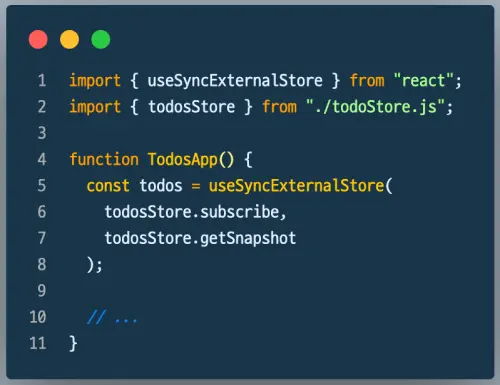 1 import { useSyncExternalStore } from "react";
2 import { todosStore } from "./todoStore.js";
3
4 function TodosApp() {
5   const todos = useSyncExternalStore(
6     todosStore.subscribe,
7     todosStore.getSnapshot
8   );
9
10   // ...
11 }